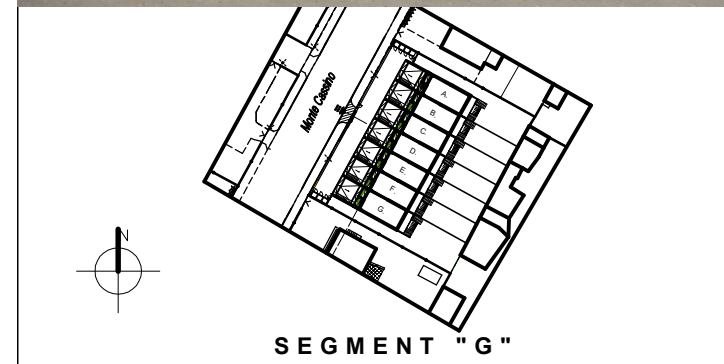 Monte Cassino
A.
B.
C.
D.
E.
F.
G.
N
SEGMENT "G"